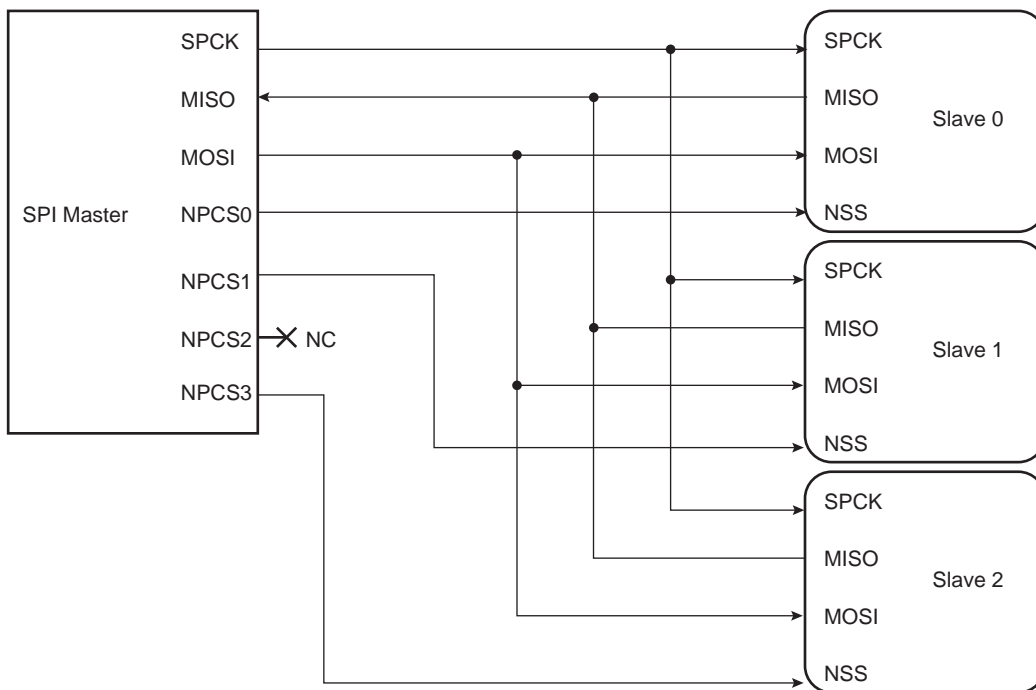 SPI Master
SPCK
MISO
MOSI
NPCS0
NPCS1
NPCS2
NC
NPCS3
SPCK
MISO
Slave 0
MOSI
NSS
SPCK
MISO
Slave 1
MOSI
NSS
SPCK
MISO
Slave 2
MOSI
NSS